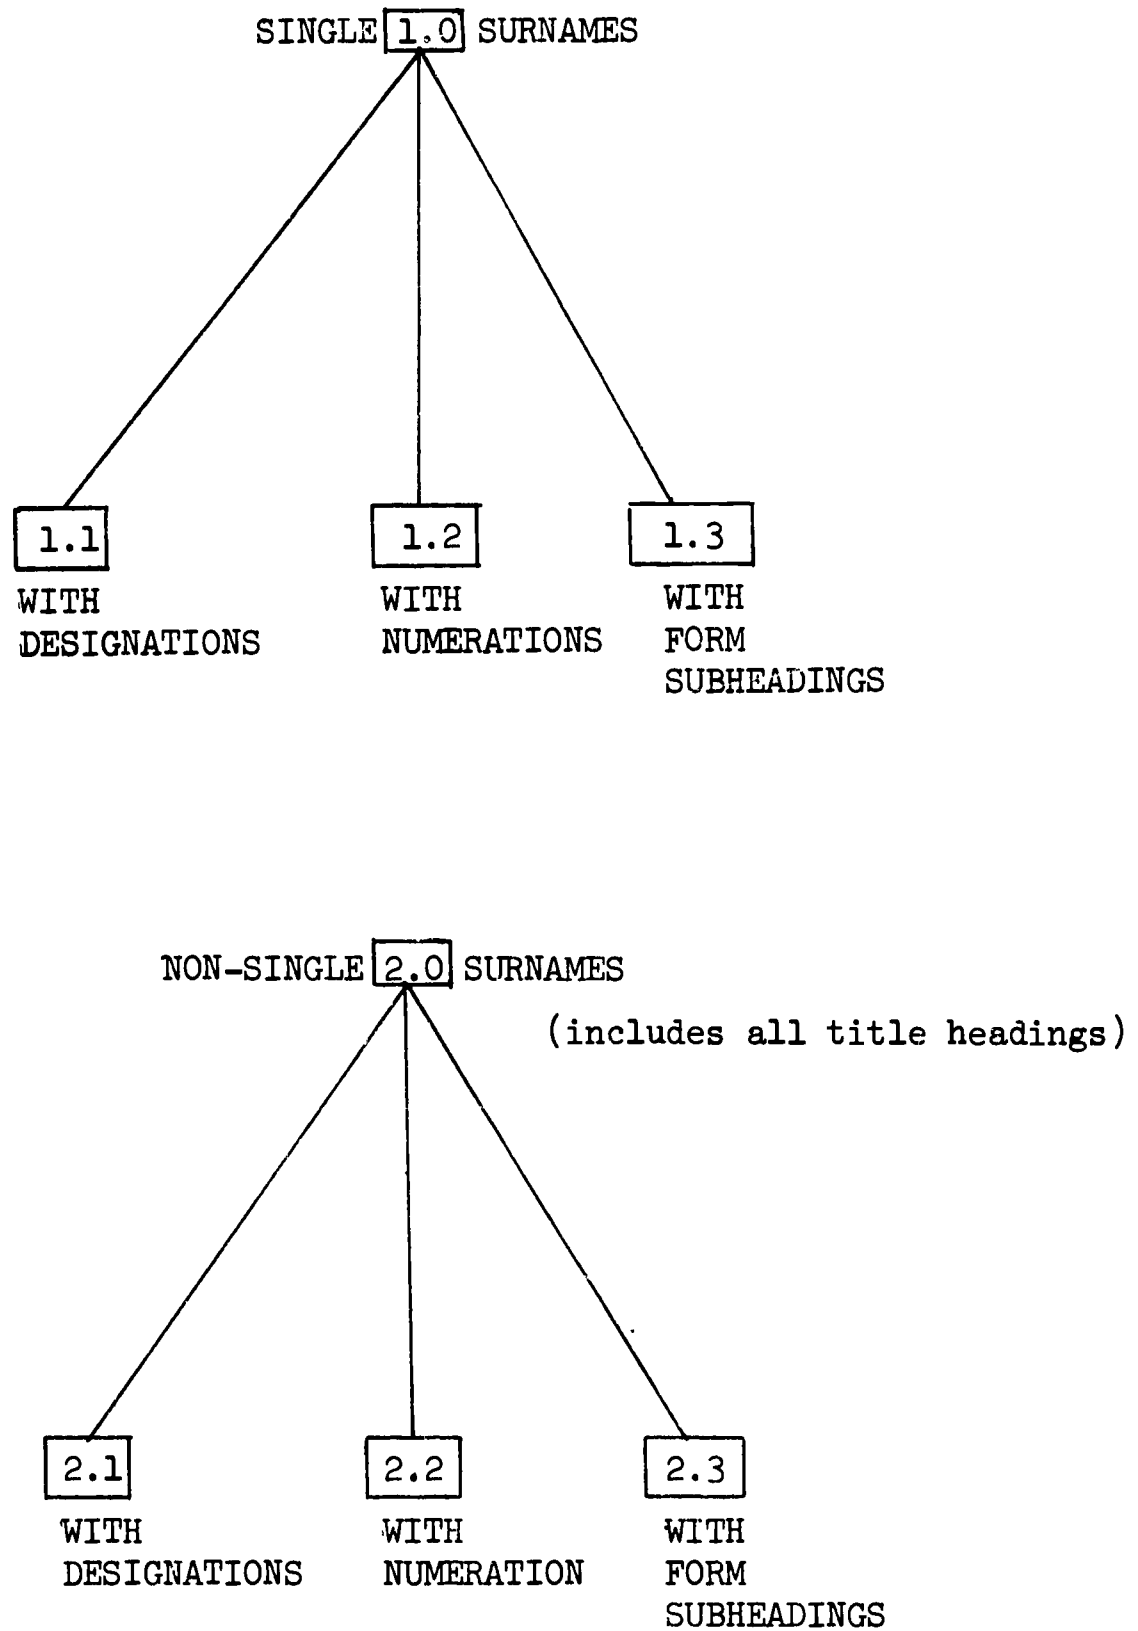 SINGLE 1.0 SURNAMES
1.1
WITH
DESIGNATIONS
1.2
WITH
NUMERATIONS
1.3
WITH
FORM
SUBHEADINGS
NON-SINGLE 2.0 SURNAMES
(includes all title headings)
2.1
WITH
DESIGNATIONS
2.2
WITH
NUMERATION
2.3
WITH
FORM
SUBHEADINGS